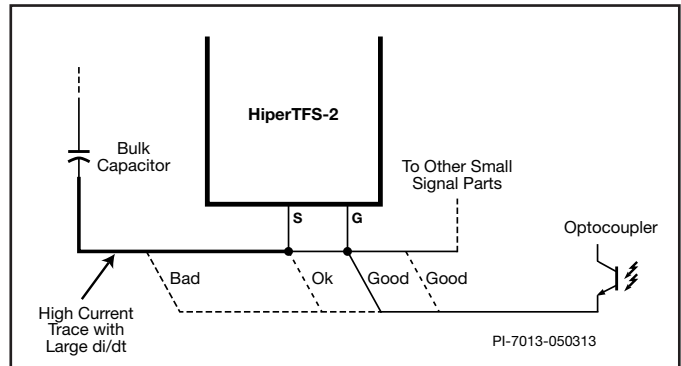 HiperTFS-2
Bulk
Capacitor
To Other Small
Signal Parts
S
G
Optocoupler
Bad
Ok
Good
Good
High Current
Trace with
Large di/dt
PI-7013-050313